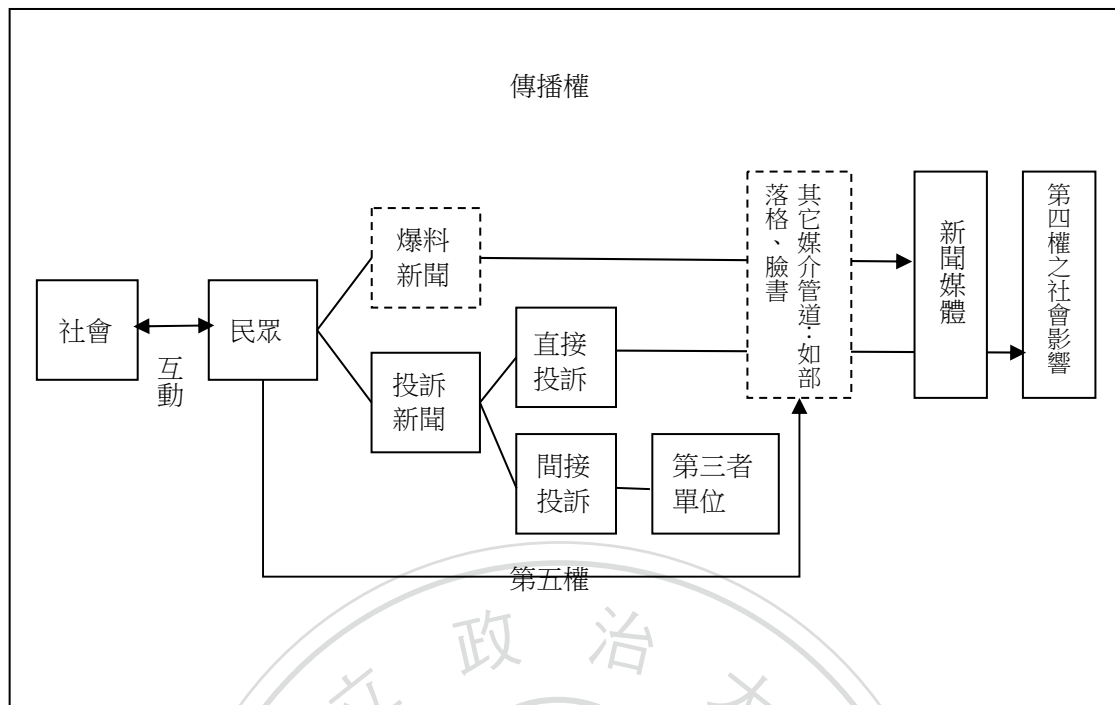 傳播權
社會
互動
民眾
爆料
新聞
投訴
新聞
直接
投訴
間接
投訴
第三者
單位
其它媒介管道：如部
落格、臉書
新聞媒體
第四權之社會影響
第五權
立政治大